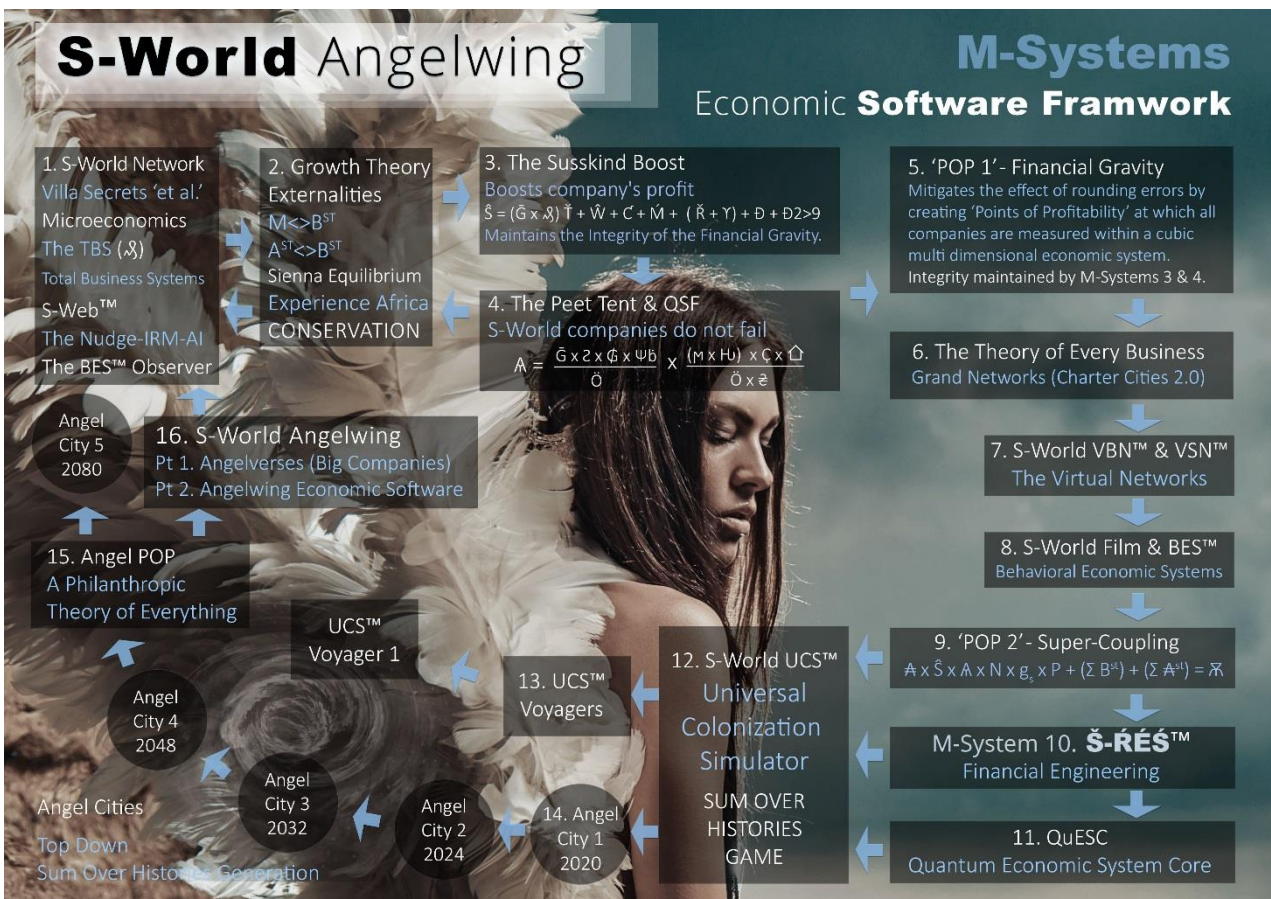 S-World Angelwing
M-Systems
Economic Software Framwork
1. S-World Network
Villa Secrets ‘et al.’
Microeconomics
The TBS (𝓡)
Total Business Systems
S-Web™
The Nudge-IRM-AI
The BES™ Observer
2. Growth Theory
Externalities
M<>Bˢᵀ
Aˢᵀ<>Bˢᵀ
Sienna Equilibrium
Experience Africa
CONSERVATION
3. The Susskind Boost
Boosts company's profit
Maintains the Integrity of the Financial Gravity.
4. The Peet Tent & QSF
S-World companies do not fail
5. ‘POP 1’ - Financial Gravity
Mitigates the effect of rounding errors by
creating ‘Points of Profitability’ at which all
companies are measured within a cubic
multi dimensional economic system.
Integrity maintained by M-Systems 3 & 4.
6. The Theory of Every Business
Grand Networks (Charter Cities 2.0)
7. S-World VBN™ & VSN™
The Virtual Networks
8. S-World Film & BES™
Behavioral Economic Systems
9. ‘POP 2’ - Super-Coupling
M-System 10. Š-ŔÉŚ™
Financial Engineering
11. QuESC
Quantum Economic System Core
12. S-World UCS™
Universal
Colonization
Simulator
SUM OVER
HISTORIES
GAME
13. UCS™
Voyagers
UCS™
Voyager 1
14. Angel
City 1
2020
Angel
City 2
2024
Angel
City 3
2032
Angel
City 4
2048
15. Angel POP
A Philanthropic
Theory of Everything
Angel
City 5
2080
16. S-World Angelwing
Pt 1. Angelverses (Big Companies)
Pt 2. Angelwing Economic Software
Angel Cities
Top Down
Sum Over Histories Generation